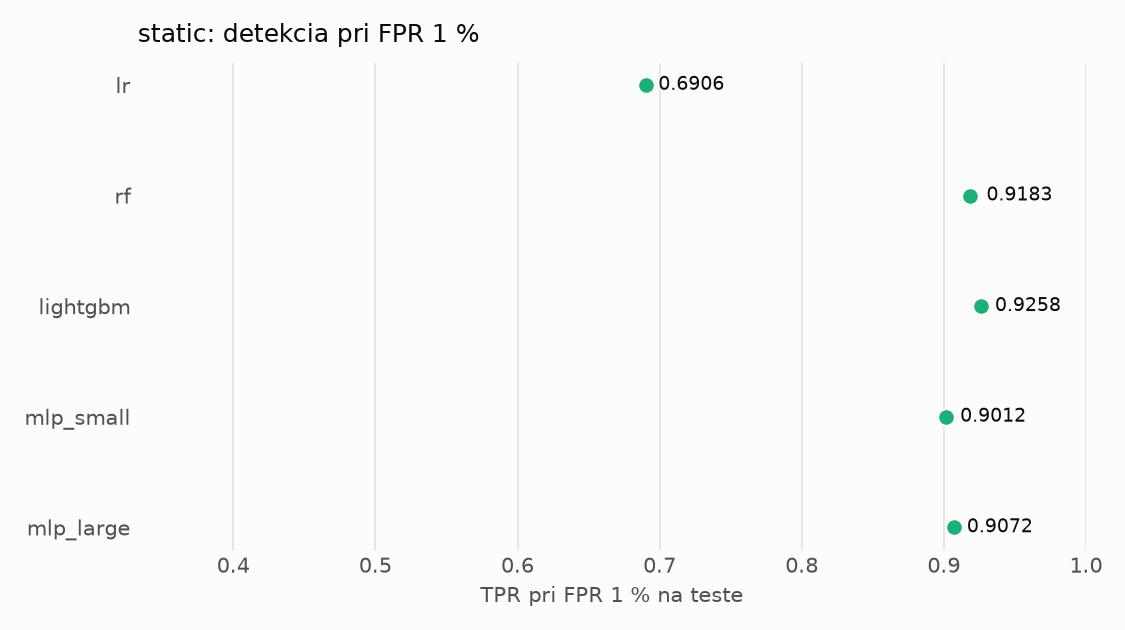 static: detekcia pri FPR 1 %
lr
0.6906
rf
0.9183
lightgbm
0.9258
mlp_small
0.9012
mlp_large
0.9072
0.4 0.5 0.6 0.7 0.8 0.9 1.0
TPR pri FPR 1 % na teste